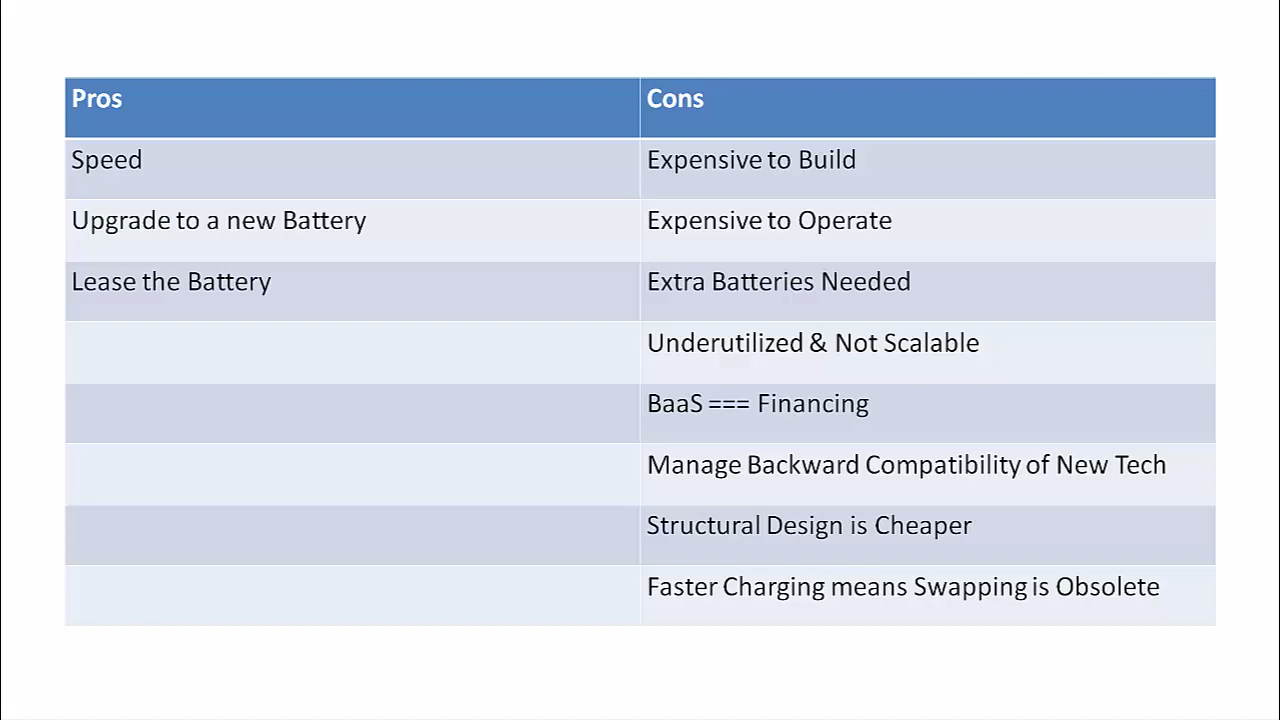 Pros Cons
Speed Expensive to Build
Upgrade to a new Battery Expensive to Operate
Lease the Battery Extra Batteries Needed
Underutilized & Not Scalable
BaaS === Financing
Manage Backward Compatibility of New Tech
Structural Design is Cheaper
Faster Charging means Swapping is Obsolete